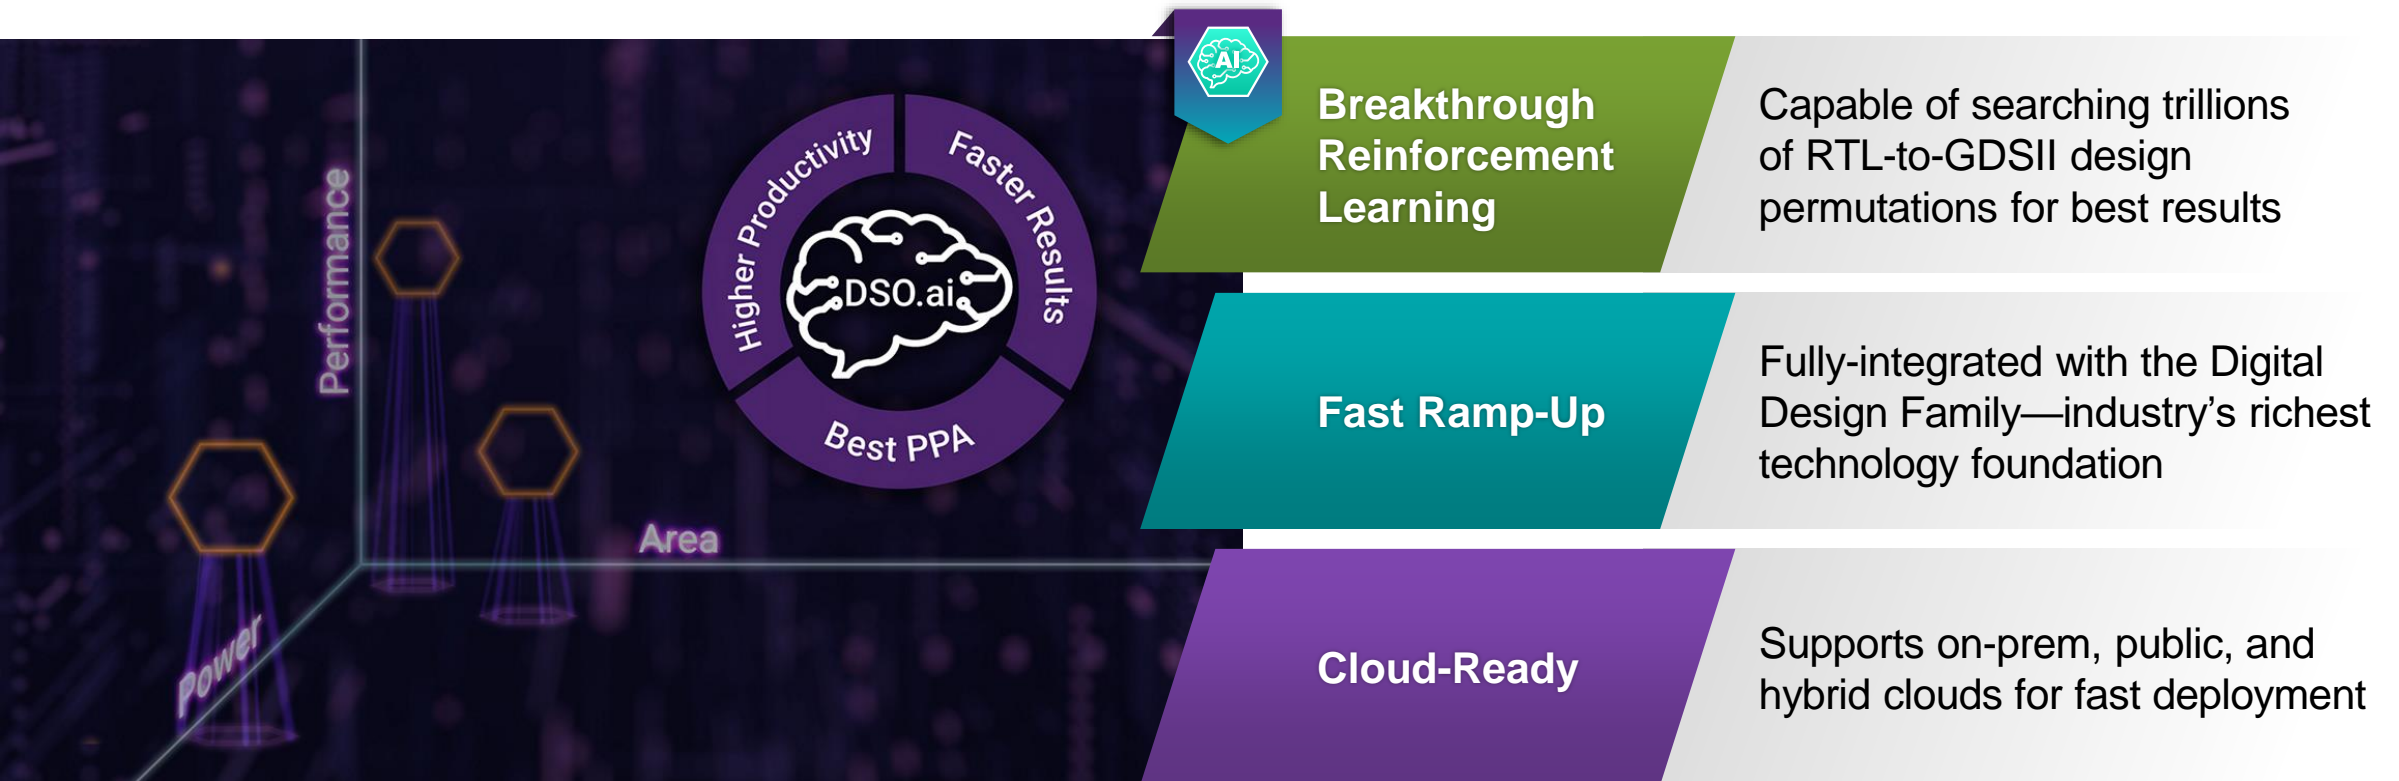 Performance
Area
Power
Higher Productivity
Faster Results
Best PPA
DSO.ai
AI
Breakthrough
Reinforcement
Learning
Capable of searching trillions
of RTL-to-GDSII design
permutations for best results
Fast Ramp-Up
Fully-integrated with the Digital
Design Family—industry’s richest
technology foundation
Cloud-Ready
Supports on-prem, public, and
hybrid clouds for fast deployment